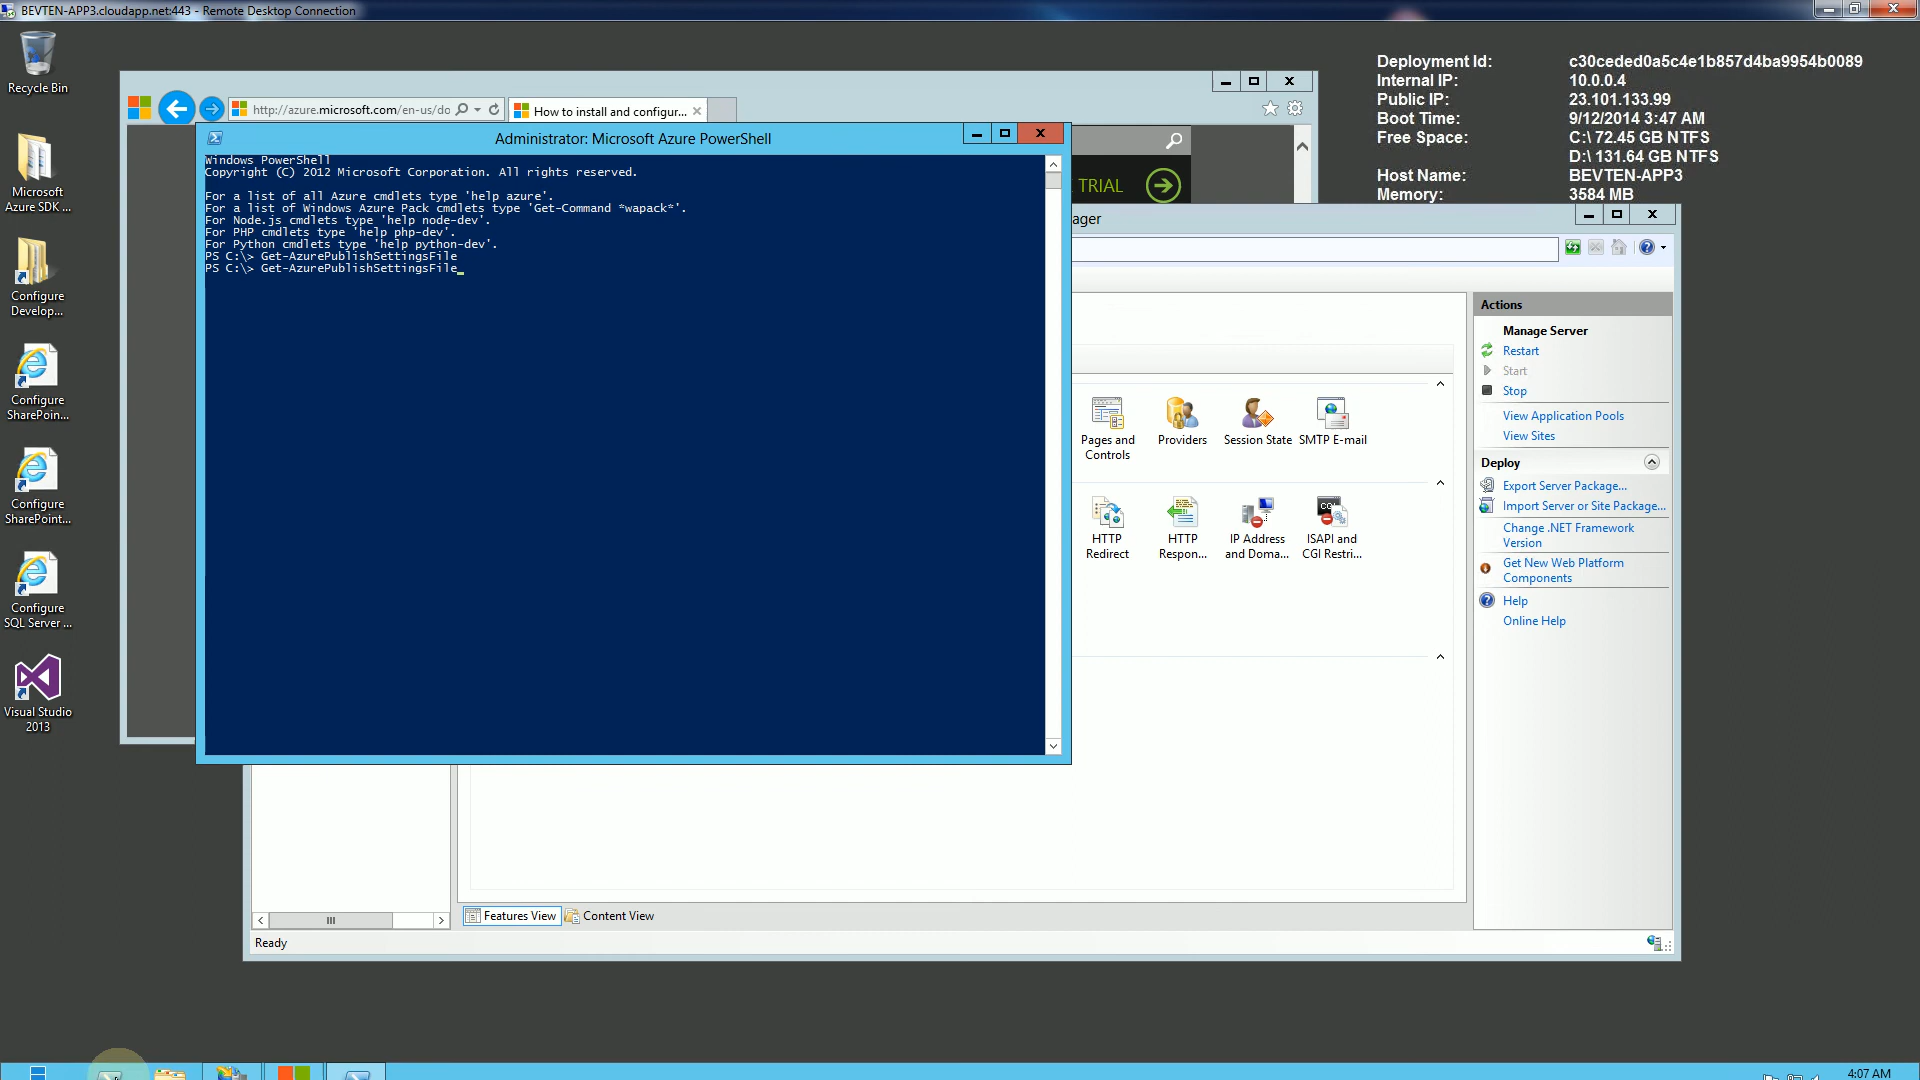 BEVTEN-APP3.cloudapp.net:443 - Remote Desktop Connection
Recycle Bin
Microsoft
Azure SDK ...
Configure
Develop...
Configure
SharePoin...
Configure
SharePoint...
Configure
SQL Server ...
Visual Studio
2013
Deployment Id: c30ceded0a5c4e1b857d4ba9954b0089
Internal IP: 10.0.0.4
Public IP: 23.101.133.99
Boot Time: 9/12/2014 3:47 AM
Free Space: C:\ 72.45 GB NTFS
D:\ 131.64 GB NTFS
Host Name: BEVTEN-APP3
Memory: 3584 MB
http://azure.microsoft.com/en-us/do
How to install and configur...
TRIAL
Administrator: Microsoft Azure PowerShell
Windows PowerShell
Copyright (C) 2012 Microsoft Corporation. All rights reserved.
For a list of all Azure cmdlets type 'help azure'.
For a list of Windows Azure Pack cmdlets type 'Get-Command *wapack*'.
For Node.js cmdlets type 'help node-dev'.
For PHP cmdlets type 'help php-dev'.
For Python cmdlets type 'help python-dev'.
PS C:\> Get-AzurePublishSettingsFile
PS C:\> Get-AzurePublishSettingsFile_
ager
Pages and
Controls
Providers
Session State
SMTP E-mail
HTTP
Redirect
HTTP
Respon...
IP Address
and Doma...
ISAPI and
CGI Restri...
Actions
Manage Server
Restart
Start
Stop
View Application Pools
View Sites
Deploy
Export Server Package...
Import Server or Site Package...
Change .NET Framework
Version
Get New Web Platform
Components
Help
Online Help
Features View
Content View
Ready
4:07 AM